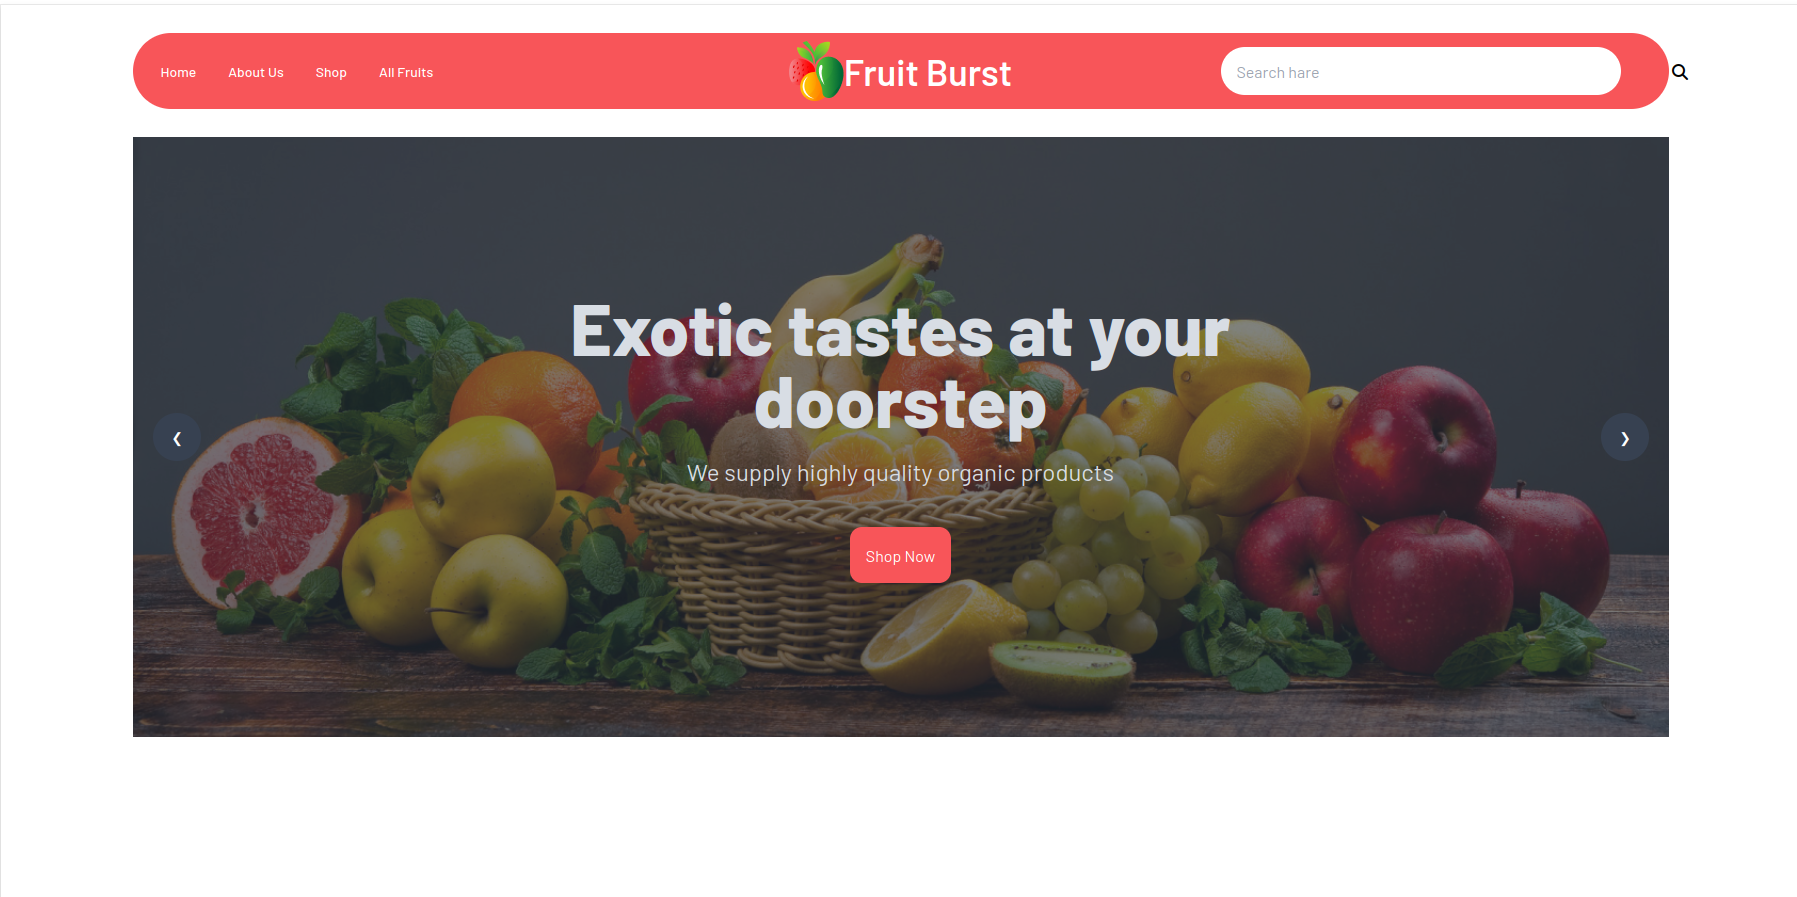 Home About Us Shop All Fruits Fruit Burst Search hare
Exotic tastes at your
doorstep
We supply highly quality organic products
❮ ❯
Shop Now